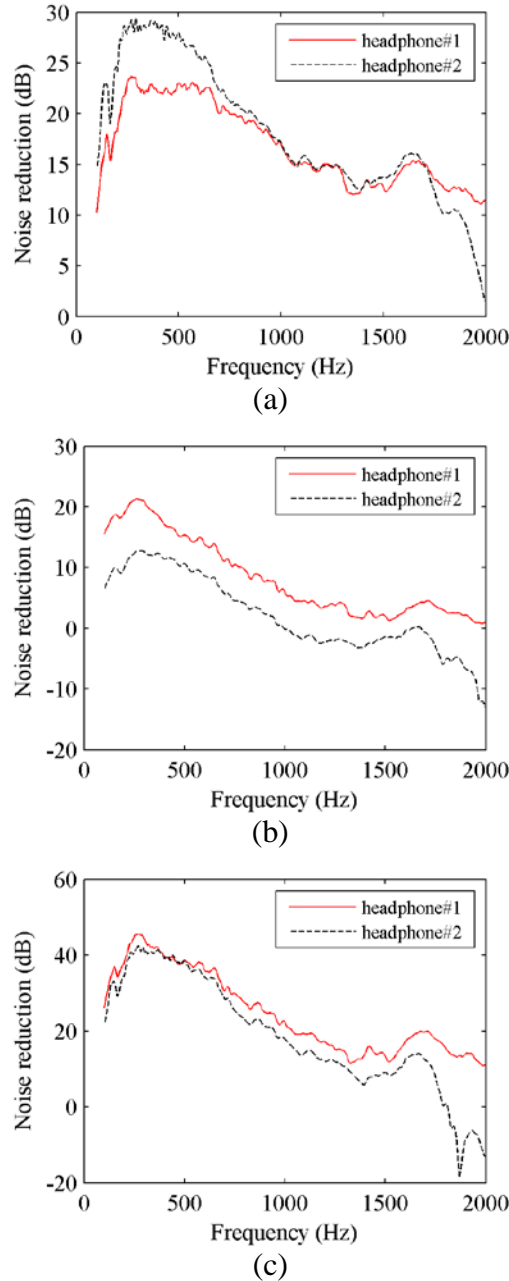 30
25
20
15
10
5
0
Noise reduction (dB)
headphone#1
headphone#2
0 500 1000 1500 2000
Frequency (Hz)
(a)
30
20
10
0
-10
-20
Noise reduction (dB)
headphone#1
headphone#2
0 500 1000 1500 2000
Frequency (Hz)
(b)
60
40
20
0
-20
Noise reduction (dB)
headphone#1
headphone#2
0 500 1000 1500 2000
Frequency (Hz)
(c)